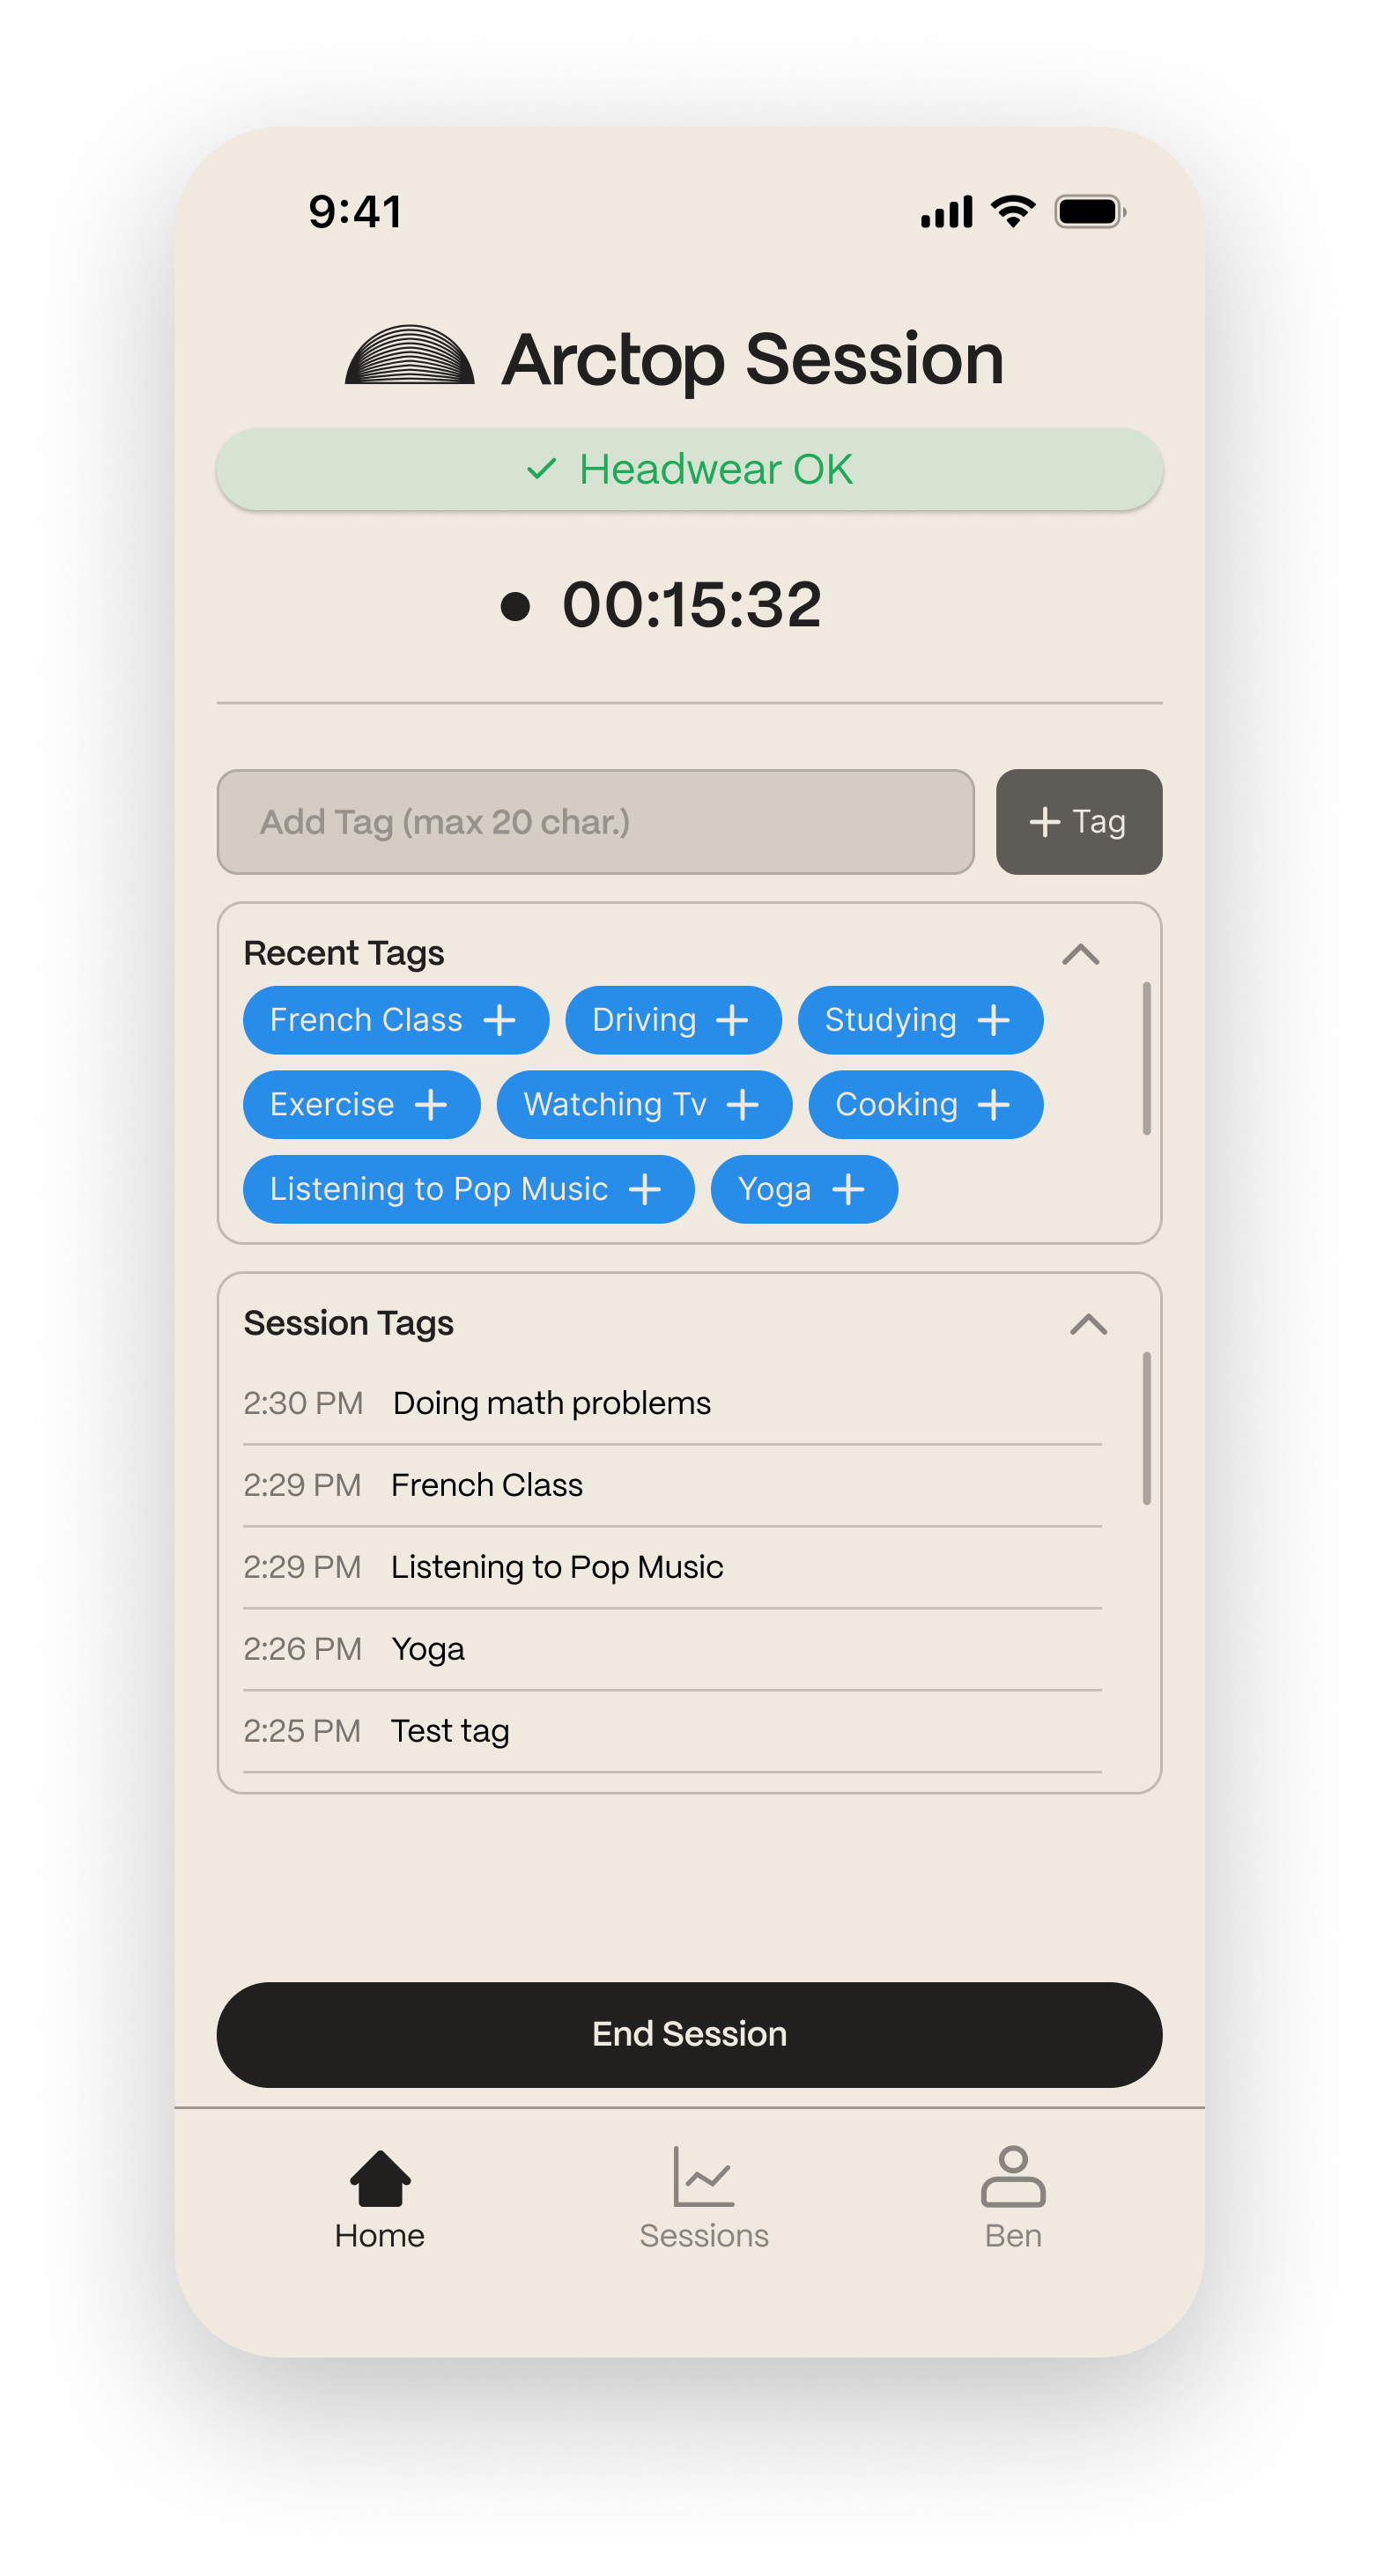 9:41
Arctop Session
Headwear OK
00:15:32
Add Tag (max 20 char.)
+ Tag
Recent Tags
French Class + Driving + Studying +
Exercise + Watching Tv + Cooking +
Listening to Pop Music + Yoga +
Session Tags
2:30 PM Doing math problems
2:29 PM French Class
2:29 PM Listening to Pop Music
2:26 PM Yoga
2:25 PM Test tag
End Session
Home Sessions Ben